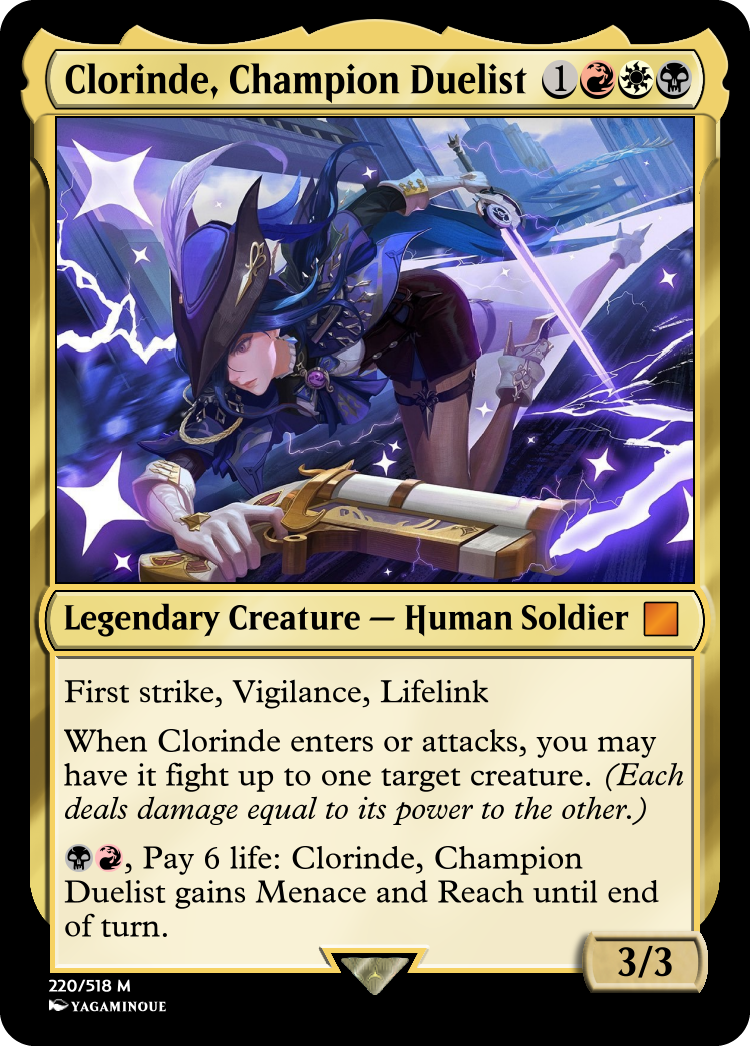 Clorinde, Champion Duelist 1
Legendary Creature — Human Soldier
First strike, Vigilance, Lifelink
When Clorinde enters or attacks, you may
have it fight up to one target creature. (Each
deals damage equal to its power to the other.)
, Pay 6 life: Clorinde, Champion
Duelist gains Menace and Reach until end
of turn.
3/3
220/518 M
YAGAMINOUE